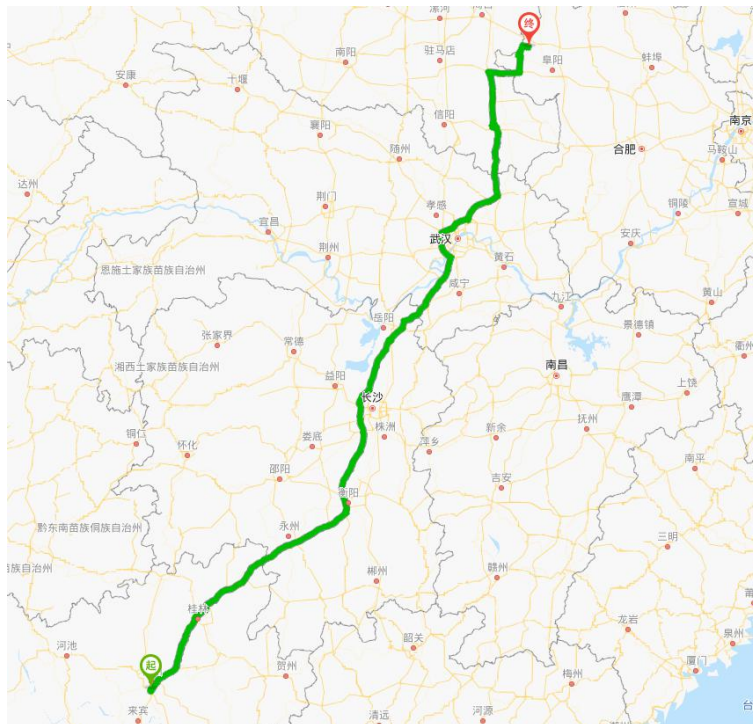 漯河
终
南阳
驻马店
阜阳
蚌埠
安康
十堰
南京
信阳
襄阳
合肥
马鞍山
随州
达州
荆门
孝感
铜陵
宣城
宜昌
武汉
荆州
安庆
恩施土家族苗族自治州
黄石
咸宁
九江
黄山
岳阳
景德镇
张家界
常德
衢州
湘西土家族苗族自治州
益阳
南昌
上饶
长沙
鹰潭
铜仁
怀化
娄底
株洲
萍乡
新余
抚州
邵阳
南平
吉安
衡阳
黔东南苗族侗族自治州
永州
三明
苗族自治州
郴州
赣州
桂林
莆
韶关
龙岩
泉州
河池
起
贺州
梅州
厦门
来宾
清远
河源
台